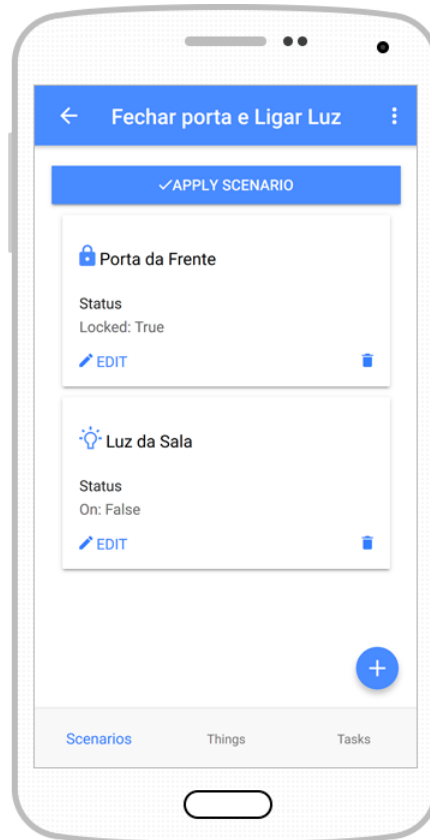 Fechar porta e Ligar Luz
APPLY SCENARIO
Porta da Frente
Status
Locked: True
EDIT
Luz da Sala
Status
On: False
EDIT
Scenarios Things Tasks